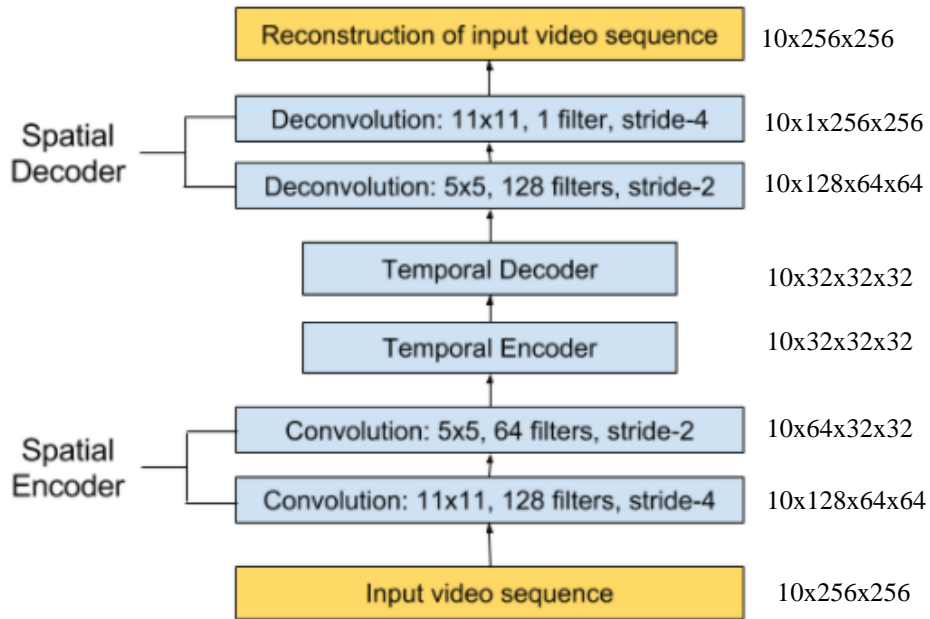 Reconstruction of input video sequence 10x256x256
Spatial
Decoder
Deconvolution: 11x11, 1 filter, stride-4 10x1x256x256
Deconvolution: 5x5, 128 filters, stride-2 10x128x64x64
Temporal Decoder 10x32x32x32
Temporal Encoder 10x32x32x32
Spatial
Encoder
Convolution: 5x5, 64 filters, stride-2 10x64x32x32
Convolution: 11x11, 128 filters, stride-4 10x128x64x64
Input video sequence 10x256x256